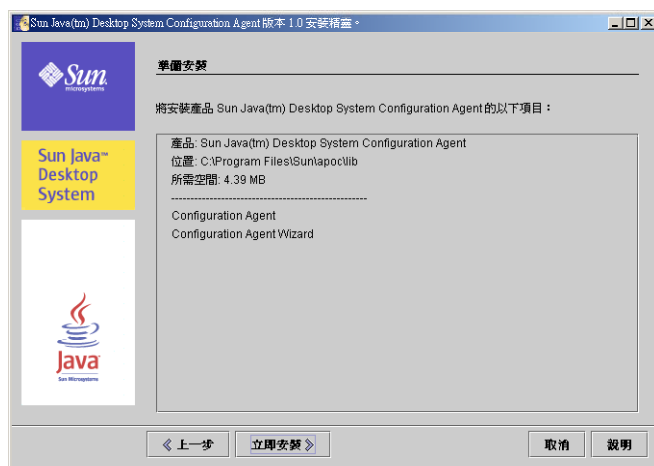 Sun Java(tm) Desktop System Configuration Agent 版本 1.0 安裝精靈。
Sun
microsystems
Sun Java™
Desktop
System
Java
Sun Microsystems
準備安裝
將安裝產品 Sun Java(tm) Desktop System Configuration Agent 的以下項目：
產品: Sun Java(tm) Desktop System Configuration Agent
位置: C:\Program Files\Sun\apoc\lib
所需空間: 4.39 MB
--------------------------------------------------
Configuration Agent
Configuration Agent Wizard
上一步
立即安裝
取消
說明